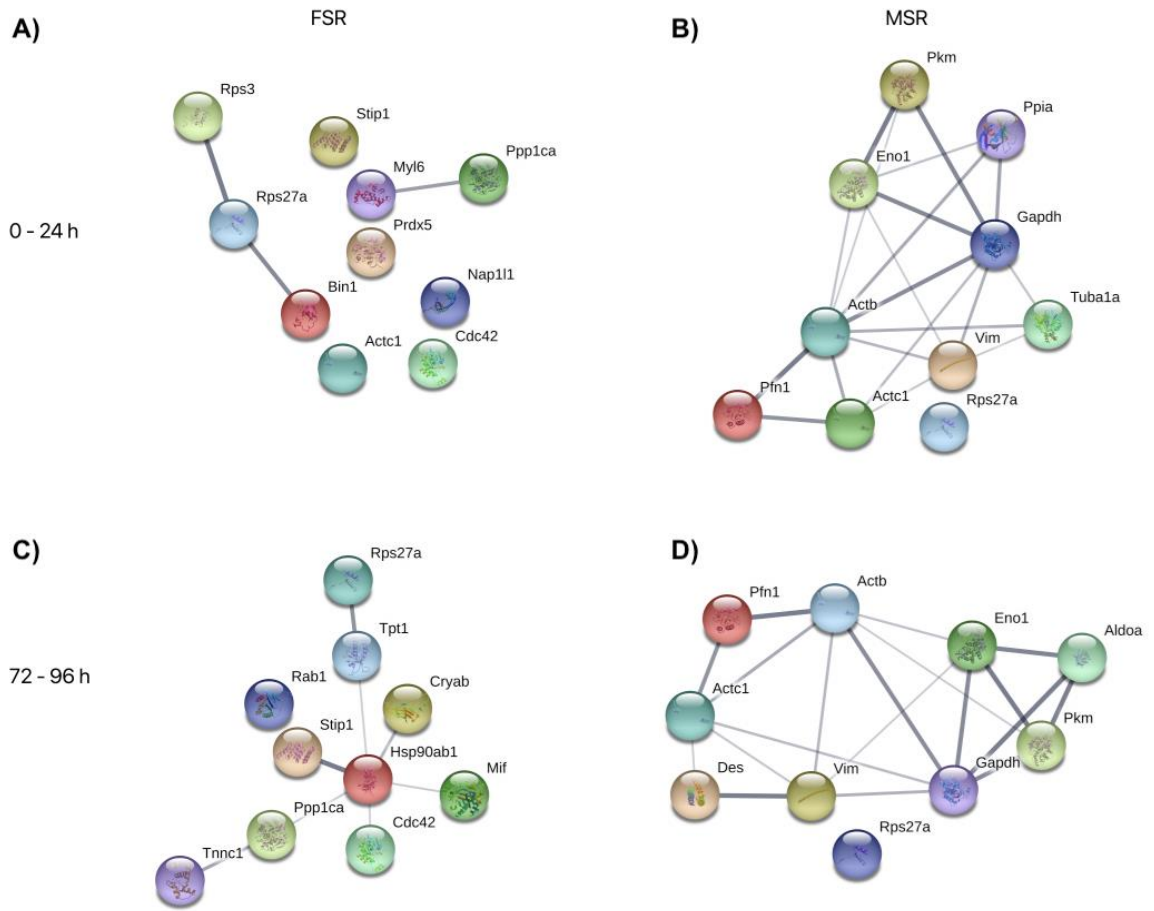 A)
FSR
B)
MSR
Rps3
Stip1
Myl6
Ppp1ca
Rps27a
Prdx5
Bin1
Nap1l1
Actc1
Cdc42
0 - 24 h
Pkm
Ppia
Eno1
Gapdh
Actb
Tuba1a
Vim
Pfn1
Actc1
Rps27a
C)
D)
Rps27a
Tpt1
Rab1
Cryab
Stip1
Hsp90ab1
Mif
Ppp1ca
Cdc42
Tnnc1
72 - 96 h
Pfn1
Actb
Eno1
Aldoa
Actc1
Pkm
Gapdh
Des
Vim
Rps27a